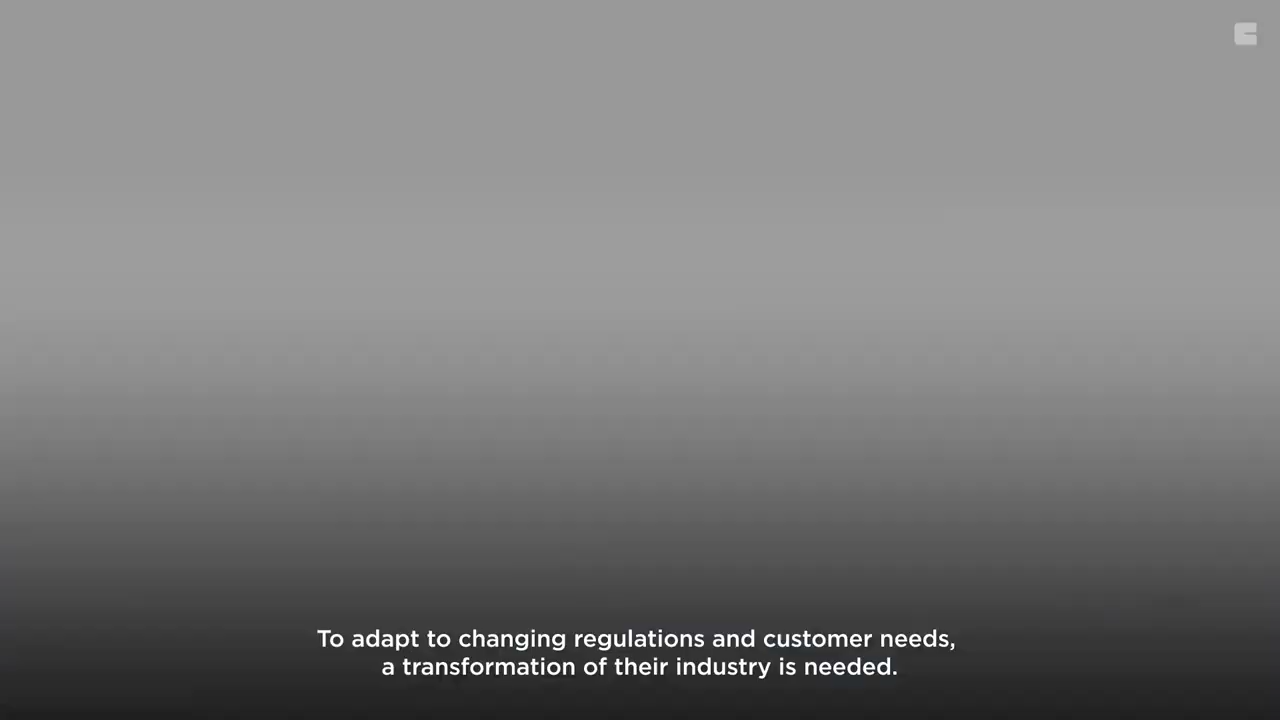 To adapt to changing regulations and customer needs,
a transformation of their industry is needed.